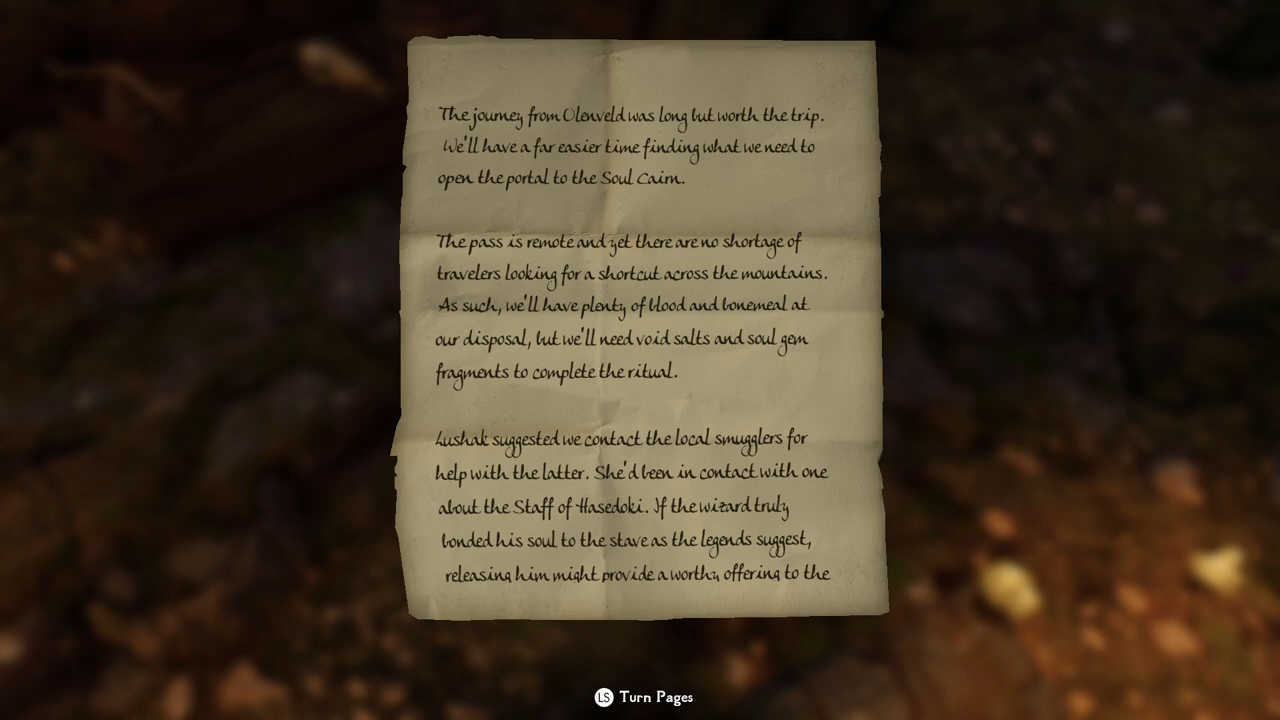 The journey from Olenveld was long but worth the trip.
We'll have a far easier time finding what we need to
open the portal to the Soul Cairn.
The pass is remote and yet there are no shortage of
travelers looking for a shortcut across the mountains.
As such, we'll have plenty of blood and bonemeal at
our disposal, but we'll need void salts and soul gem
fragments to complete the ritual.
Lushak suggested we contact the local smugglers for
help with the latter. She'd been in contact with one
about the Staff of Hasedoki. If the wizard truly
bonded his soul to the stave as the legends suggest,
releasing him might provide a worthy offering to the
LS Turn Pages